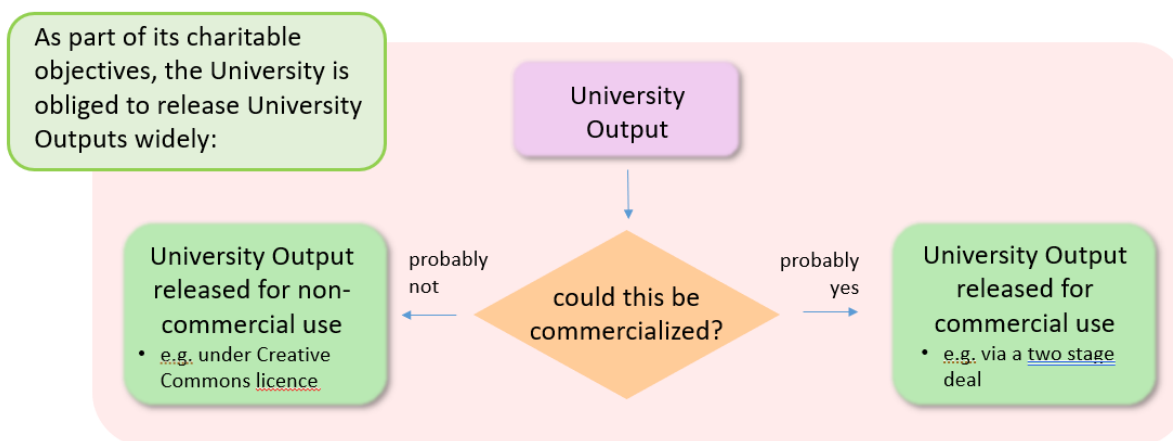 As part of its charitable
objectives, the University is
obliged to release University
Outputs widely:
University
Output
University Output
released for non-
commercial use
• e.g. under Creative
Commons licence
probably
not
could this be
commercialized?
probably
yes
University Output
released for
commercial use
• e.g. via a two stage
deal